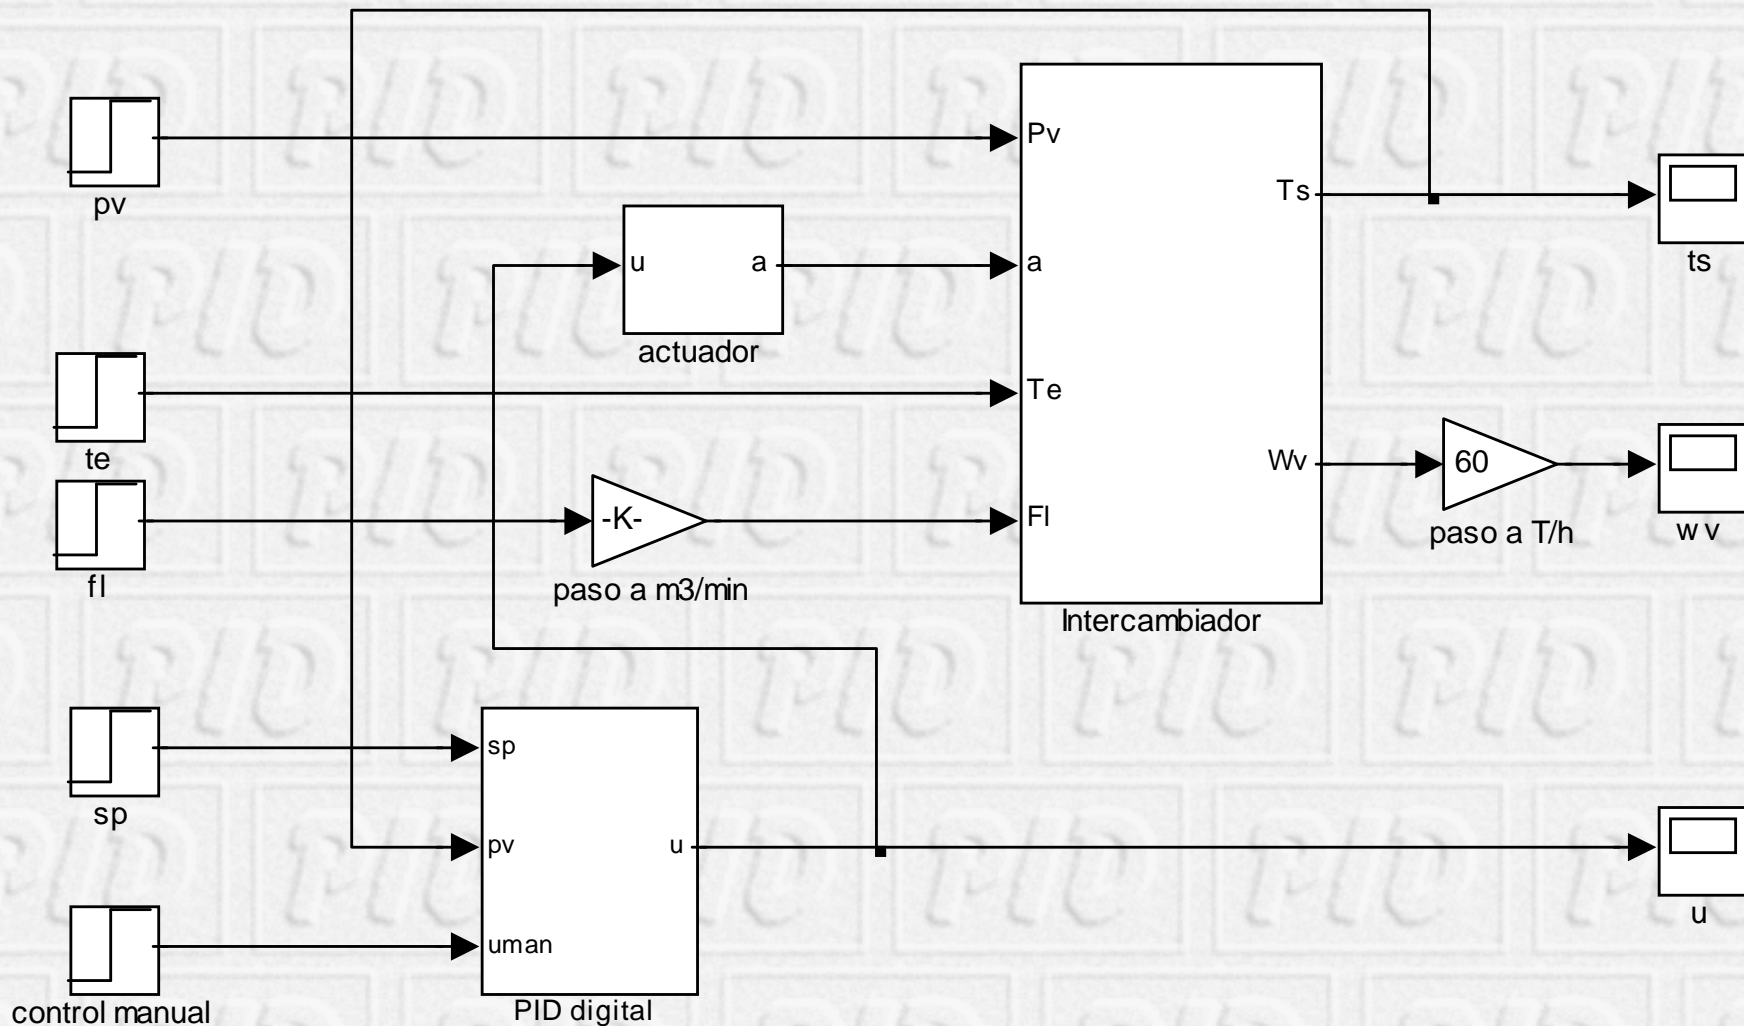 pv
Pv
Ts
ts
u
a
a
actuador
Te
te
Wv
60
wv
paso a T/h
fl
-K-
Fl
paso a m3/min
Intercambiador
sp
sp
pv
u
u
uman
control manual
PID digital
PID